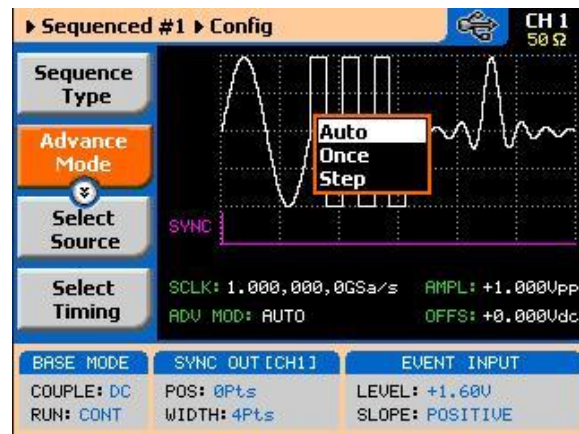 Sequenced #1 Config
CH 1
50 Ω
Sequence
Type
Advance
Mode
Select
Source
Select
Timing
Auto
Once
Step
SYNC
SCLK: 1.000,000,0GSa/s
AMPL: +1.000Vpp
ADV MOD: AUTO
OFFS: +0.000Vdc
BASE MODE
COUPLE: DC
RUN: CONT
SYNC OUT[CH1]
POS: 0Pts
WIDTH: 4Pts
EVENT INPUT
LEVEL: +1.60V
SLOPE: POSITIVE